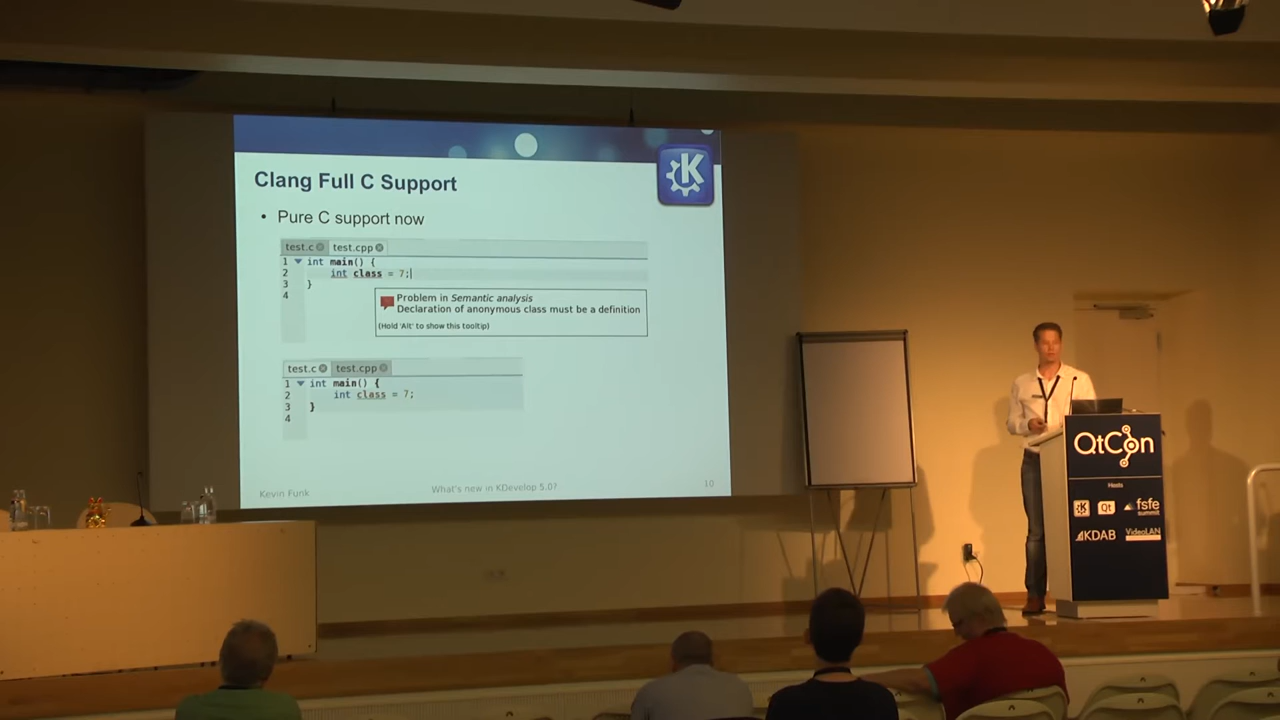 Clang Full C Support
• Pure C support now
test.c test.cpp
1 int main() {
2 int class = 7;
3 }
4
Problem in Semantic analysis
Declaration of anonymous class must be a definition
(Hold 'Alt' to show this tooltip)
test.c test.cpp
1 int main() {
2 int class = 7;
3 }
4
Kevin Funk What's new in KDevelop 5.0? 10
K
QtCon
Hosts
K Qt fsfe
summit
KDAB VideoLAN